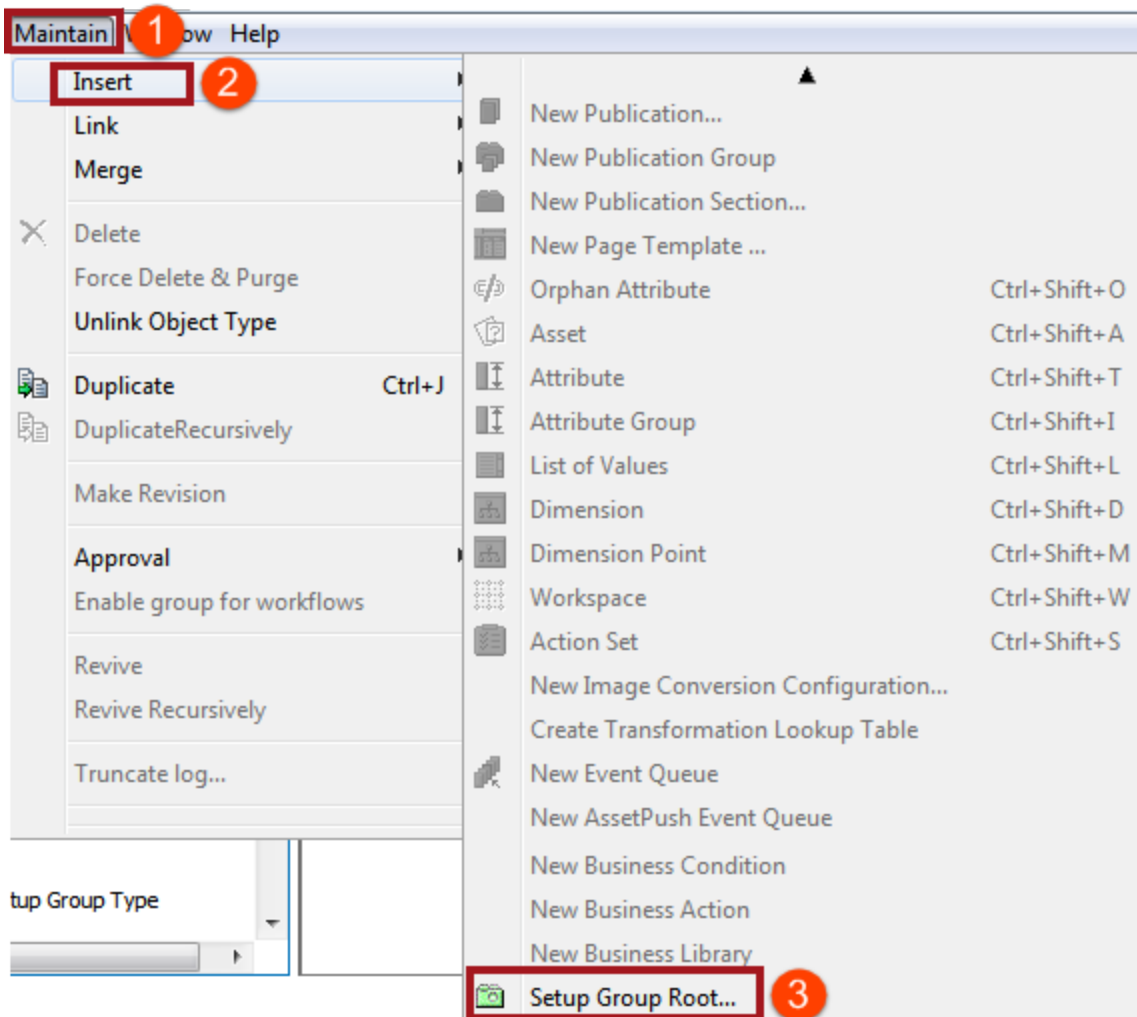 Maintain 1 ow Help
Insert 2
Link
Merge
Delete
Force Delete & Purge
Unlink Object Type
Duplicate Ctrl+J
DuplicateRecursively
Make Revision
Approval
Enable group for workflows
Revive
Revive Recursively
Truncate log...
tup Group Type
New Publication...
New Publication Group
New Publication Section...
New Page Template ...
Orphan Attribute Ctrl+Shift+O
Asset Ctrl+Shift+A
Attribute Ctrl+Shift+T
Attribute Group Ctrl+Shift+I
List of Values Ctrl+Shift+L
Dimension Ctrl+Shift+D
Dimension Point Ctrl+Shift+M
Workspace Ctrl+Shift+W
Action Set Ctrl+Shift+S
New Image Conversion Configuration...
Create Transformation Lookup Table
New Event Queue
New AssetPush Event Queue
New Business Condition
New Business Action
New Business Library
Setup Group Root... 3